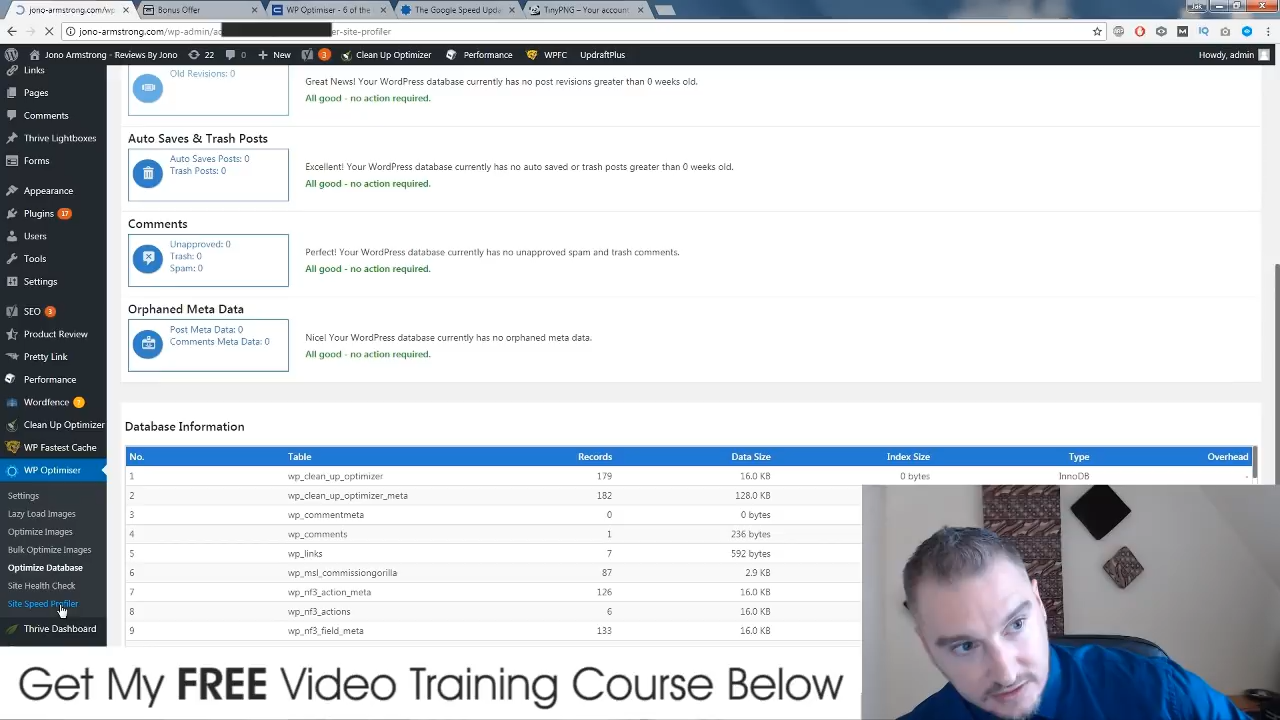 jono-armstrong.com/wp
Bonus Offer
WP Optimiser - 6 of the
The Google Speed Upda
TinyPNG – Your account
Jak
jono-armstrong.com/wp-admin/ac
er-site-profiler
Jono Armstrong - Reviews By Jono
22
0
New
3
Clean Up Optimizer
Performance
WPFC
UpdraftPlus
Howdy, admin
Links
Pages
Comments
Thrive Lightboxes
Forms
Appearance
Plugins 17
Users
Tools
Settings
SEO 3
Product Review
Pretty Link
Performance
Wordfence 7
Clean Up Optimizer
WP Fastest Cache
WP Optimiser
Settings
Lazy Load Images
Optimize Images
Bulk Optimize Images
Optimize Database
Site Health Check
Site Speed Profiler
Thrive Dashboard
Old Revisions: 0
Great News! Your WordPress database currently has no post revisions greater than 0 weeks old.
All good - no action required.
Auto Saves & Trash Posts
Auto Saves Posts: 0
Trash Posts: 0
Excellent! Your WordPress database currently has no auto saved or trash posts greater than 0 weeks old.
All good - no action required.
Comments
Unapproved: 0
Trash: 0
Spam: 0
Perfect! Your WordPress database currently has no unapproved spam and trash comments.
All good - no action required.
Orphaned Meta Data
Post Meta Data: 0
Comments Meta Data: 0
Nice! Your WordPress database currently has no orphaned meta data.
All good - no action required.
Database Information
No. Table Records Data Size Index Size Type Overhead
1 wp_clean_up_optimizer 179 16.0 KB 0 bytes InnoDB -
2 wp_clean_up_optimizer_meta 182 128.0 KB
3 wp_commentmeta 0 0 bytes
4 wp_comments 1 236 bytes
5 wp_links 7 592 bytes
6 wp_msl_commissiongorilla 87 2.9 KB
7 wp_nf3_action_meta 126 16.0 KB
8 wp_nf3_actions 6 16.0 KB
9 wp_nf3_field_meta 133 16.0 KB
Get My FREE Video Training Course Below